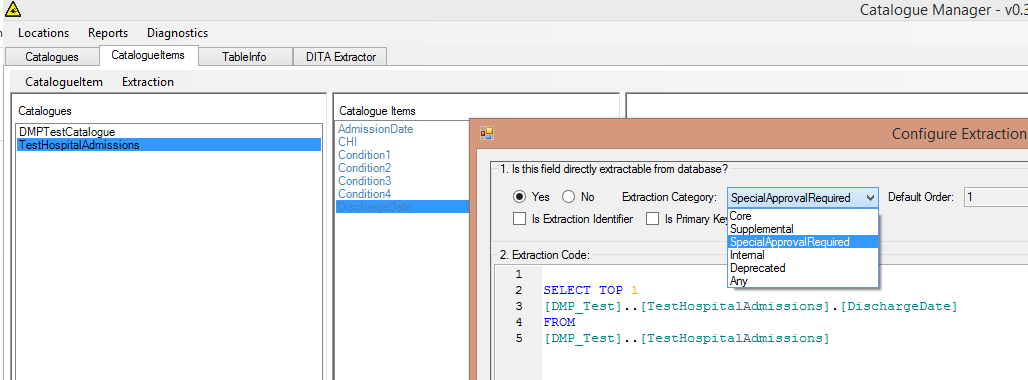 Catalogue Manager - v0.3
Locations Reports Diagnostics
Catalogues CatalogueItems TableInfo DITA Extractor
CatalogueItem Extraction
Catalogues
DMPTestCatalogue
TestHospitalAdmissions
Catalogue Items
AdmissionDate
CHI
Condition1
Condition2
Condition3
Condition4
DischargeDate
Configure Extraction
1. Is this field directly extractable from database?
Yes No Extraction Category: SpecialApprovalRequired Default Order: 1
Is Extraction Identifier Is Primary Key
Core
Supplemental
SpecialApprovalRequired
Internal
Deprecated
Any
2. Extraction Code:
1
2 SELECT TOP 1
3 [DMP_Test]..[TestHospitalAdmissions].[DischargeDate]
4 FROM
5 [DMP_Test]..[TestHospitalAdmissions]